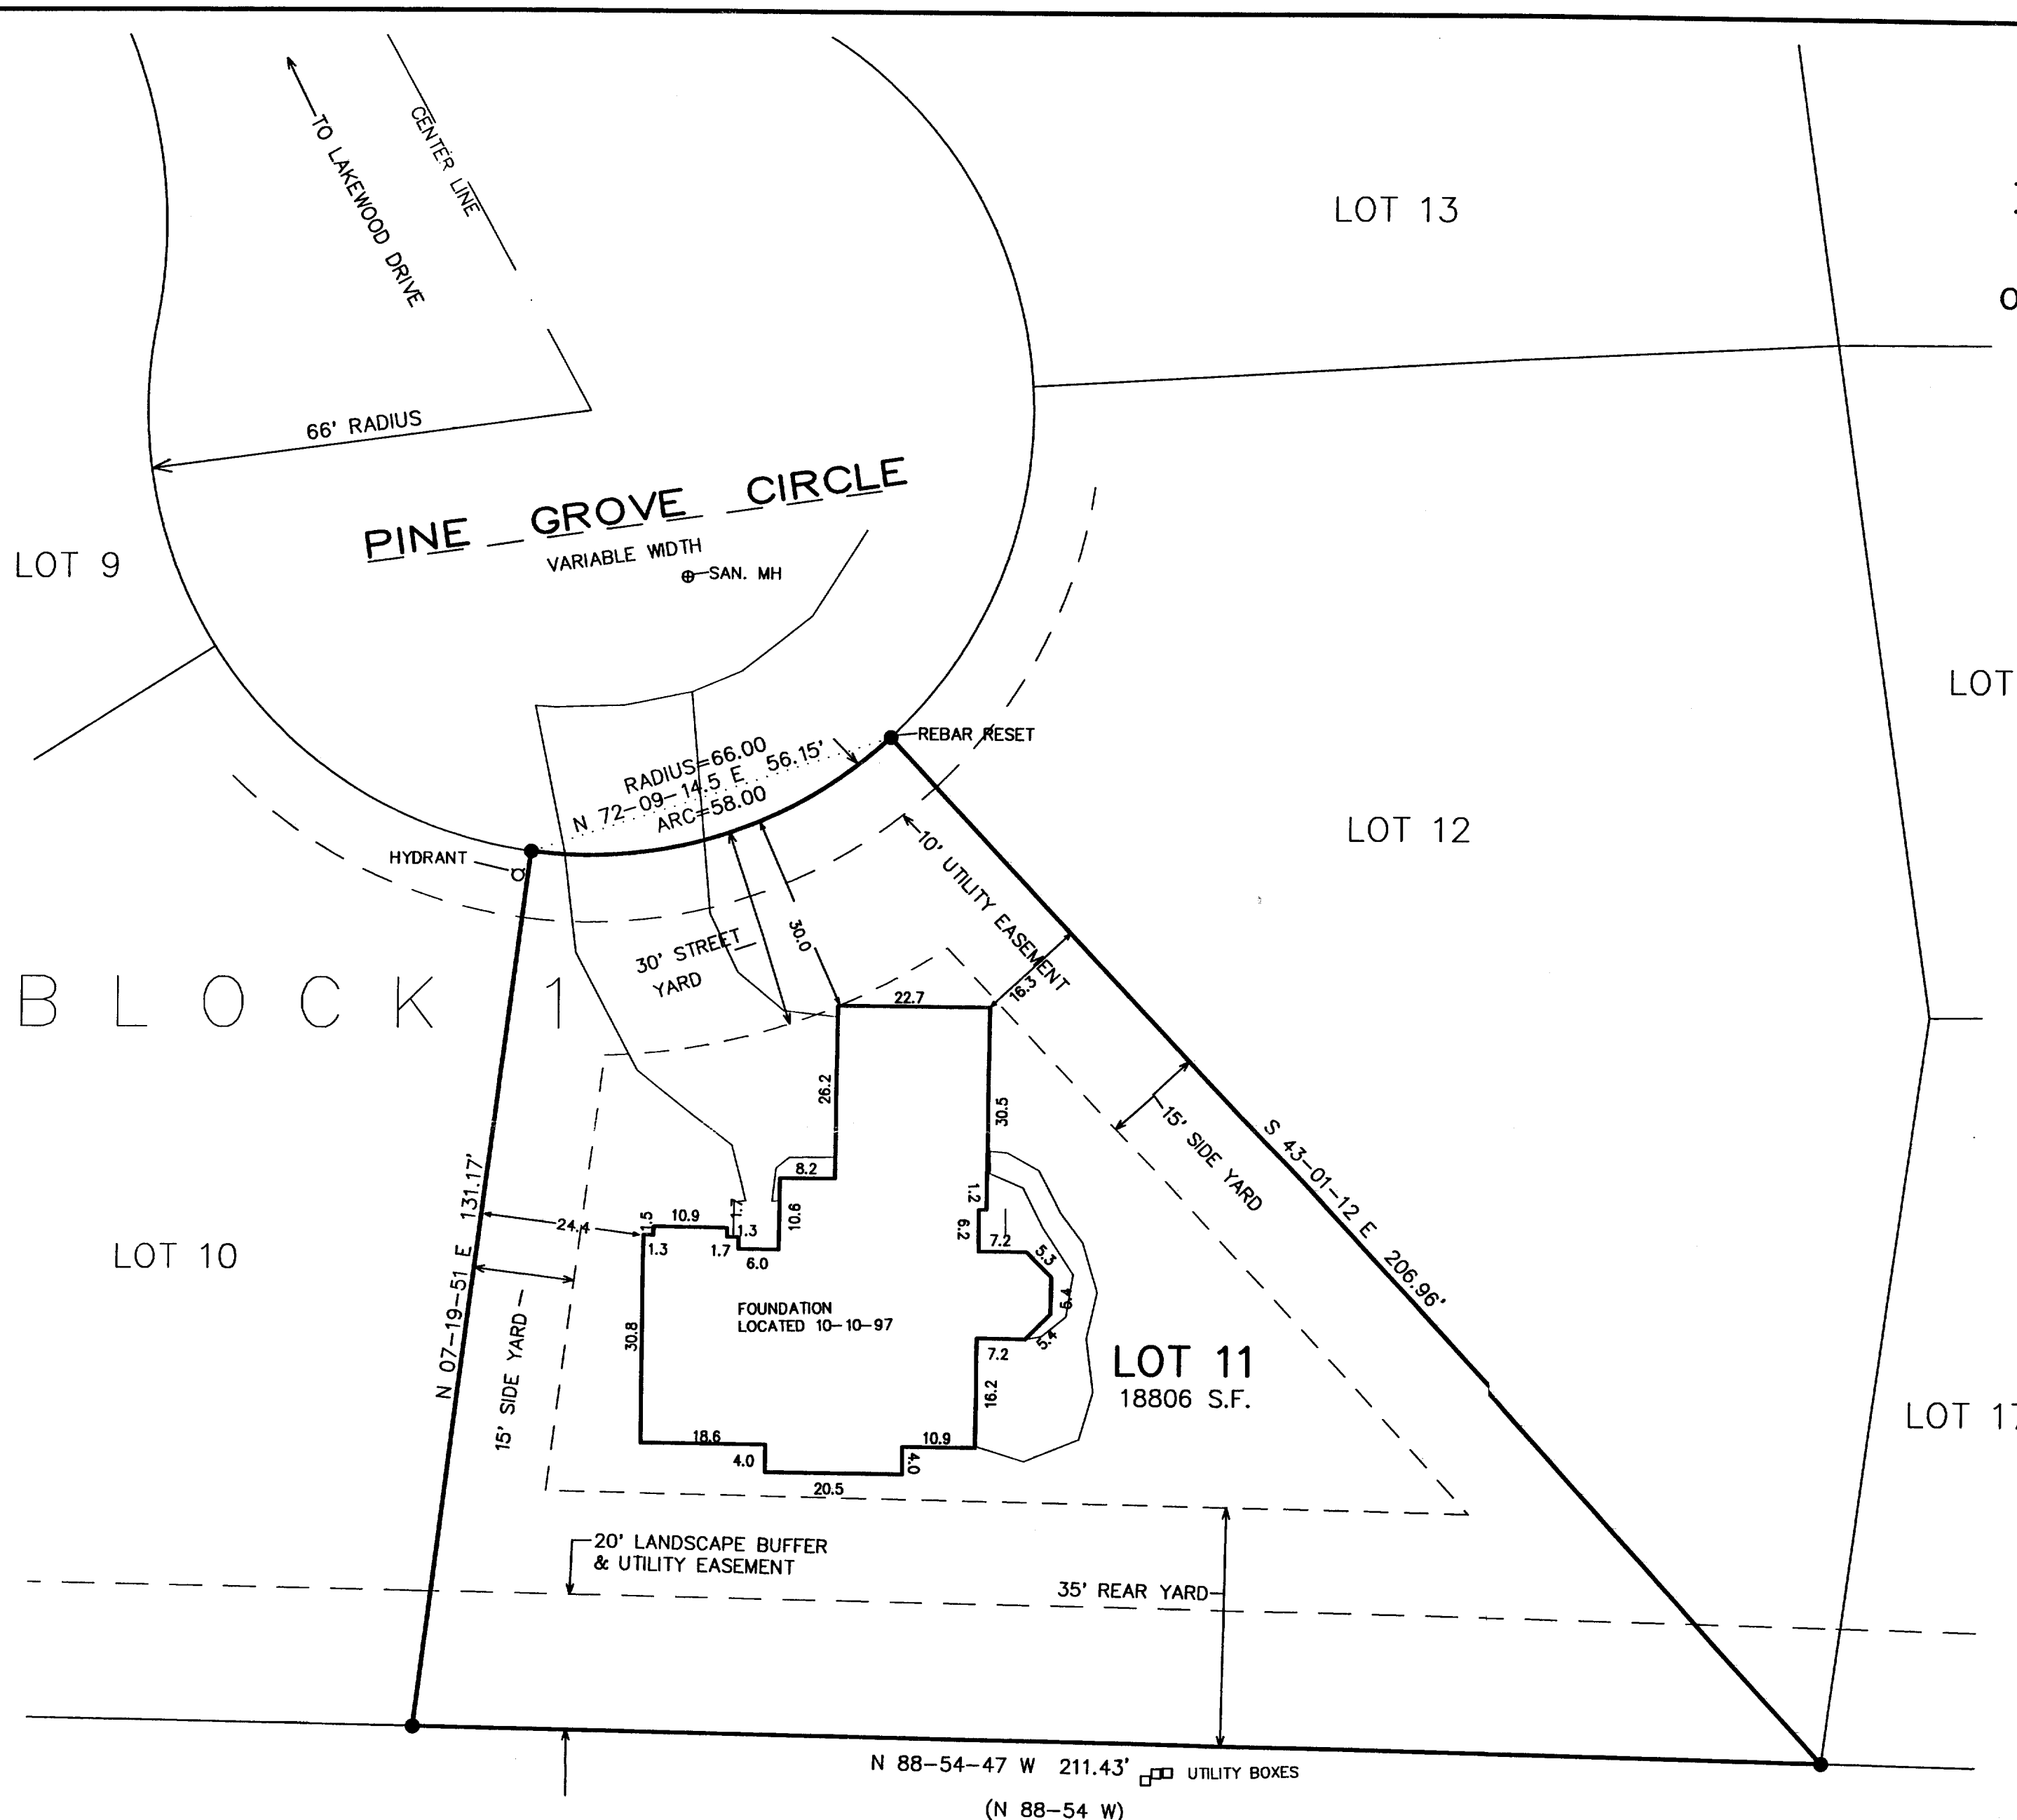 TO LAKEWOOD DRIVE
CENTER LINE
LOT 13
66' RADIUS
PINE GROVE CIRCLE
VARIABLE WIDTH
SAN. MH
LOT 9
LOT
REBAR RESET
RADIUS=66.00
N 72-09-14.5 E 56.15'
ARC=58.00
HYDRANT
LOT 12
10' UTILITY EASEMENT
30.0
30' STREET
YARD
BLOCK 1
16.3
22.7
26.2
30.5
15' SIDE YARD
S 43-01-12 E 206.96'
8.2
1.2
N 07-19-51 E 131.17'
24.4
1.5
10.9
1.7
1.3
10.6
6.2
7.2
5.3
1.3
1.7
6.0
LOT 10
5.4
FOUNDATION
LOCATED 10-10-97
30.8
5.4
7.2
15' SIDE YARD
LOT 11
18806 S.F.
16.2
LOT 17
18.6
10.9
4.0
4.0
20.5
20' LANDSCAPE BUFFER
& UTILITY EASEMENT
35' REAR YARD
N 88-54-47 W 211.43'
UTILITY BOXES
(N 88-54 W)